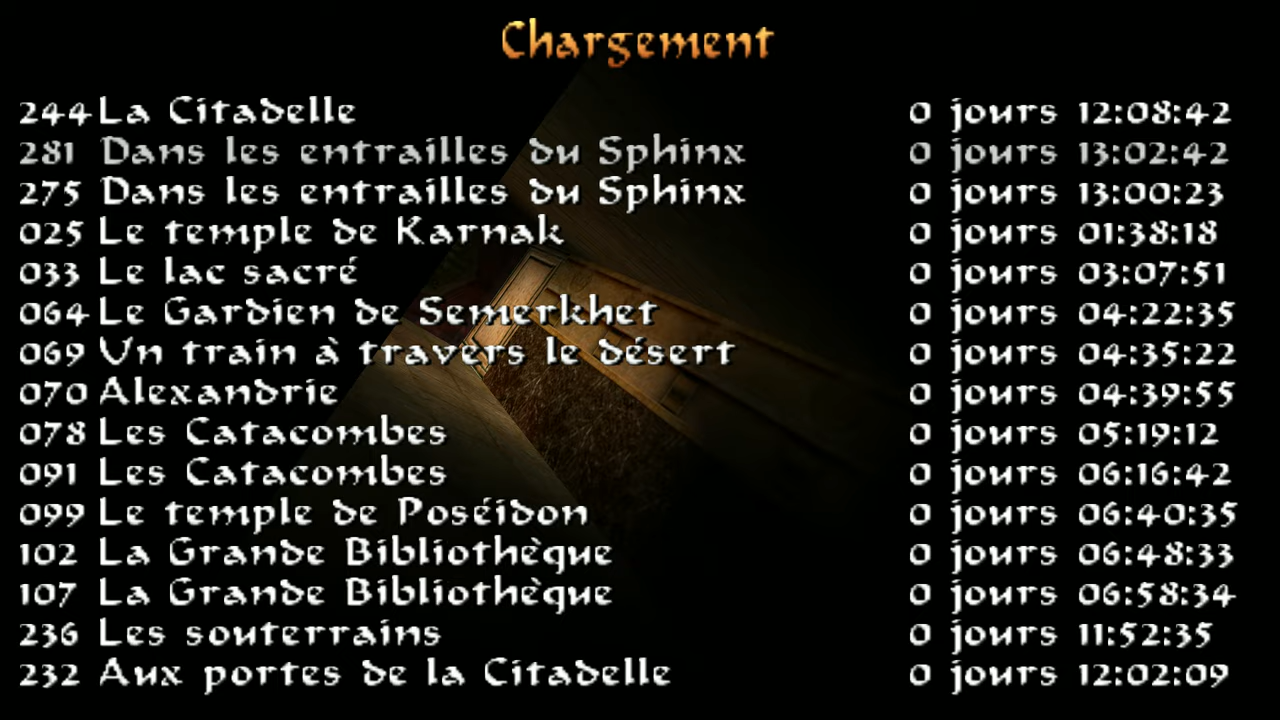 Chargement
244 La Citadelle 0 jours 12:08:42
281 Dans les entrailles du Sphinx 0 jours 13:02:42
275 Dans les entrailles du Sphinx 0 jours 13:00:23
025 Le temple de Karnak 0 jours 01:38:18
033 Le lac sacré 0 jours 03:07:51
064 Le Gardien de Semerkhet 0 jours 04:22:35
069 Un train à travers le désert 0 jours 04:35:22
070 Alexandrie 0 jours 04:39:55
078 Les Catacombes 0 jours 05:19:12
091 Les Catacombes 0 jours 06:16:42
099 Le temple de Poséidon 0 jours 06:40:35
102 La Grande Bibliothèque 0 jours 06:48:33
107 La Grande Bibliothèque 0 jours 06:58:34
236 Les souterrains 0 jours 11:52:35
232 Aux portes de la Citadelle 0 jours 12:02:09